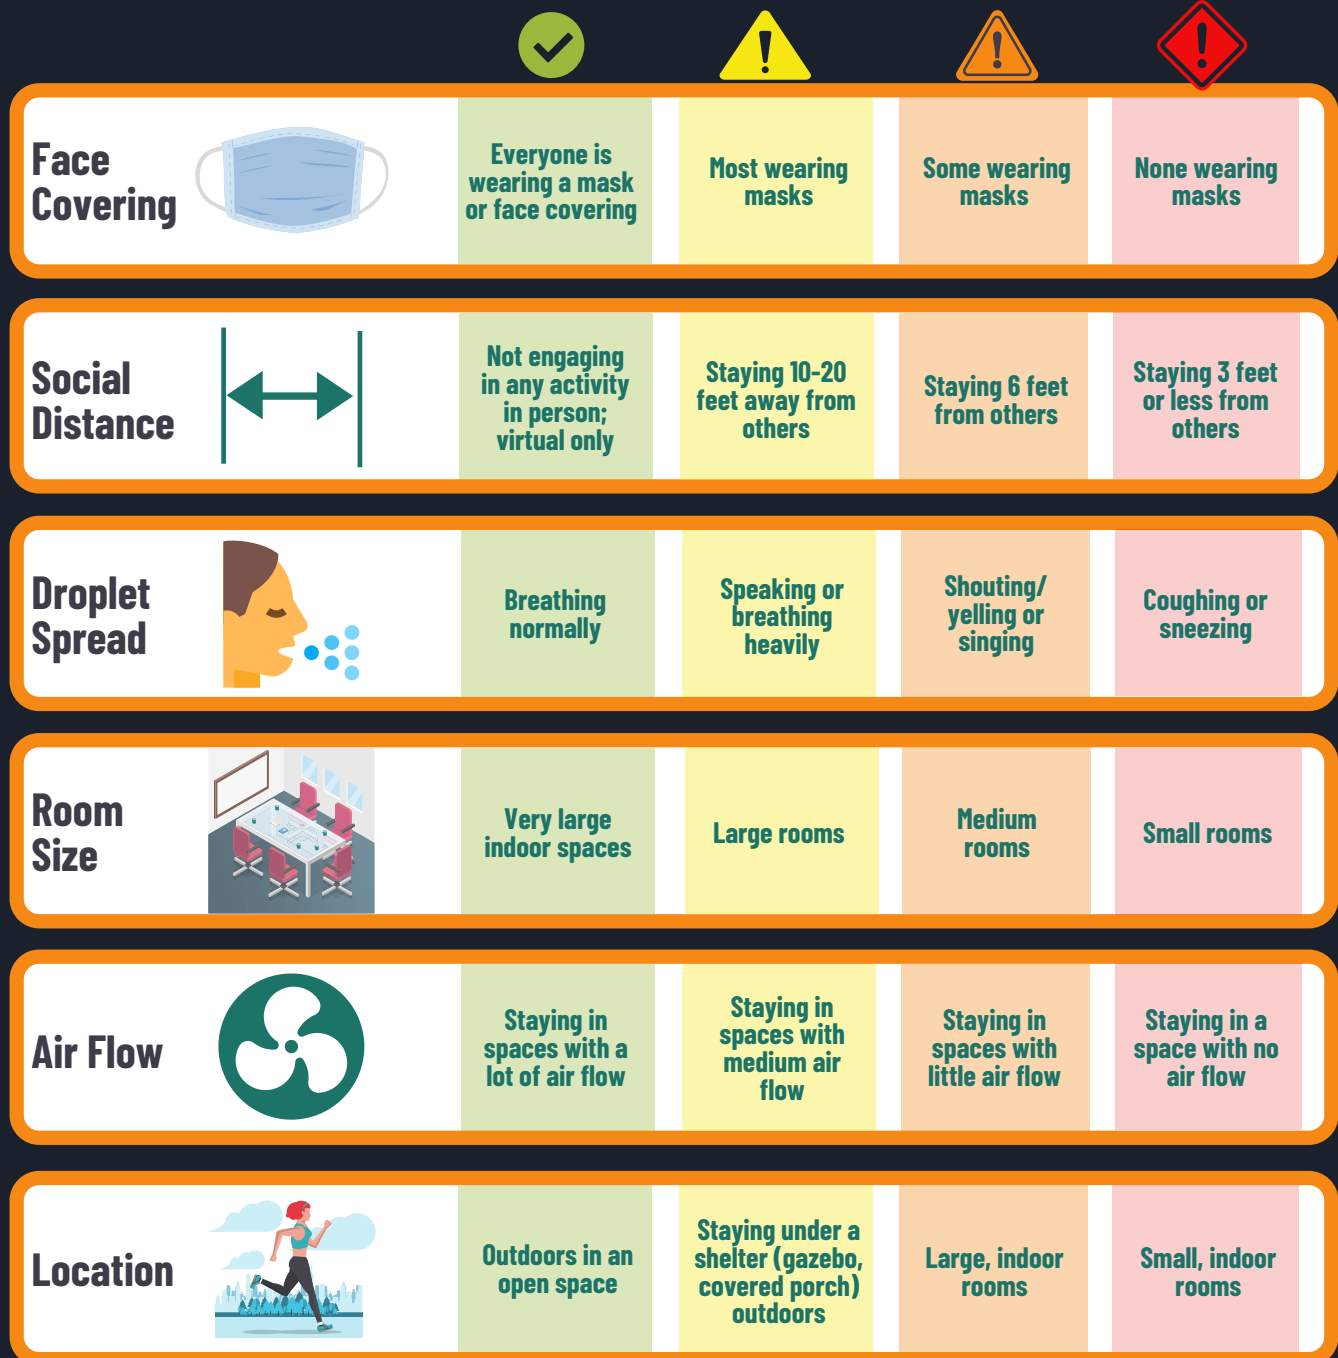 Face
Covering
Everyone is
wearing a mask
or face covering
Most wearing
masks
Some wearing
masks
None wearing
masks
Social
Distance
Not engaging
in any activity
in person;
virtual only
Staying 10-20
feet away from
others
Staying 6 feet
from others
Staying 3 feet
or less from
others
Droplet
Spread
Breathing
normally
Speaking or
breathing
heavily
Shouting/
yelling or
singing
Coughing or
sneezing
Room
Size
Very large
indoor spaces
Large rooms
Medium
rooms
Small rooms
Air Flow
Staying in
spaces with a
lot of air flow
Staying in
spaces with
medium air
flow
Staying in
spaces with
little air flow
Staying in a
space with no
air flow
Location
Outdoors in an
open space
Staying under a
shelter (gazebo,
covered porch)
outdoors
Large, indoor
rooms
Small, indoor
rooms